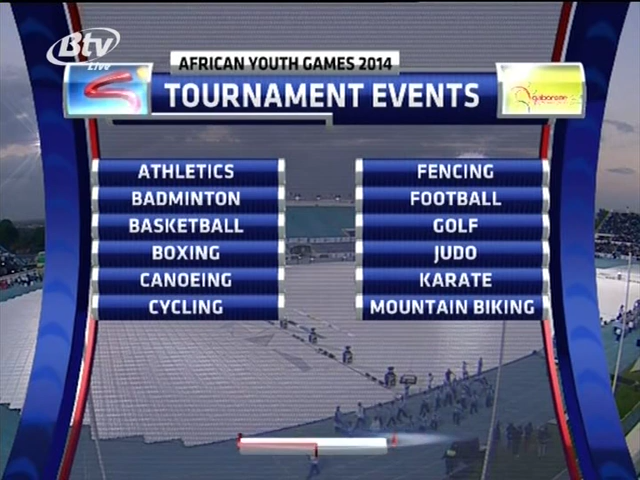 Btv
Live
AFRICAN YOUTH GAMES 2014
TOURNAMENT EVENTS
gaborone
ATHLETICS
BADMINTON
BASKETBALL
BOXING
CANOEING
CYCLING
FENCING
FOOTBALL
GOLF
JUDO
KARATE
MOUNTAIN BIKING